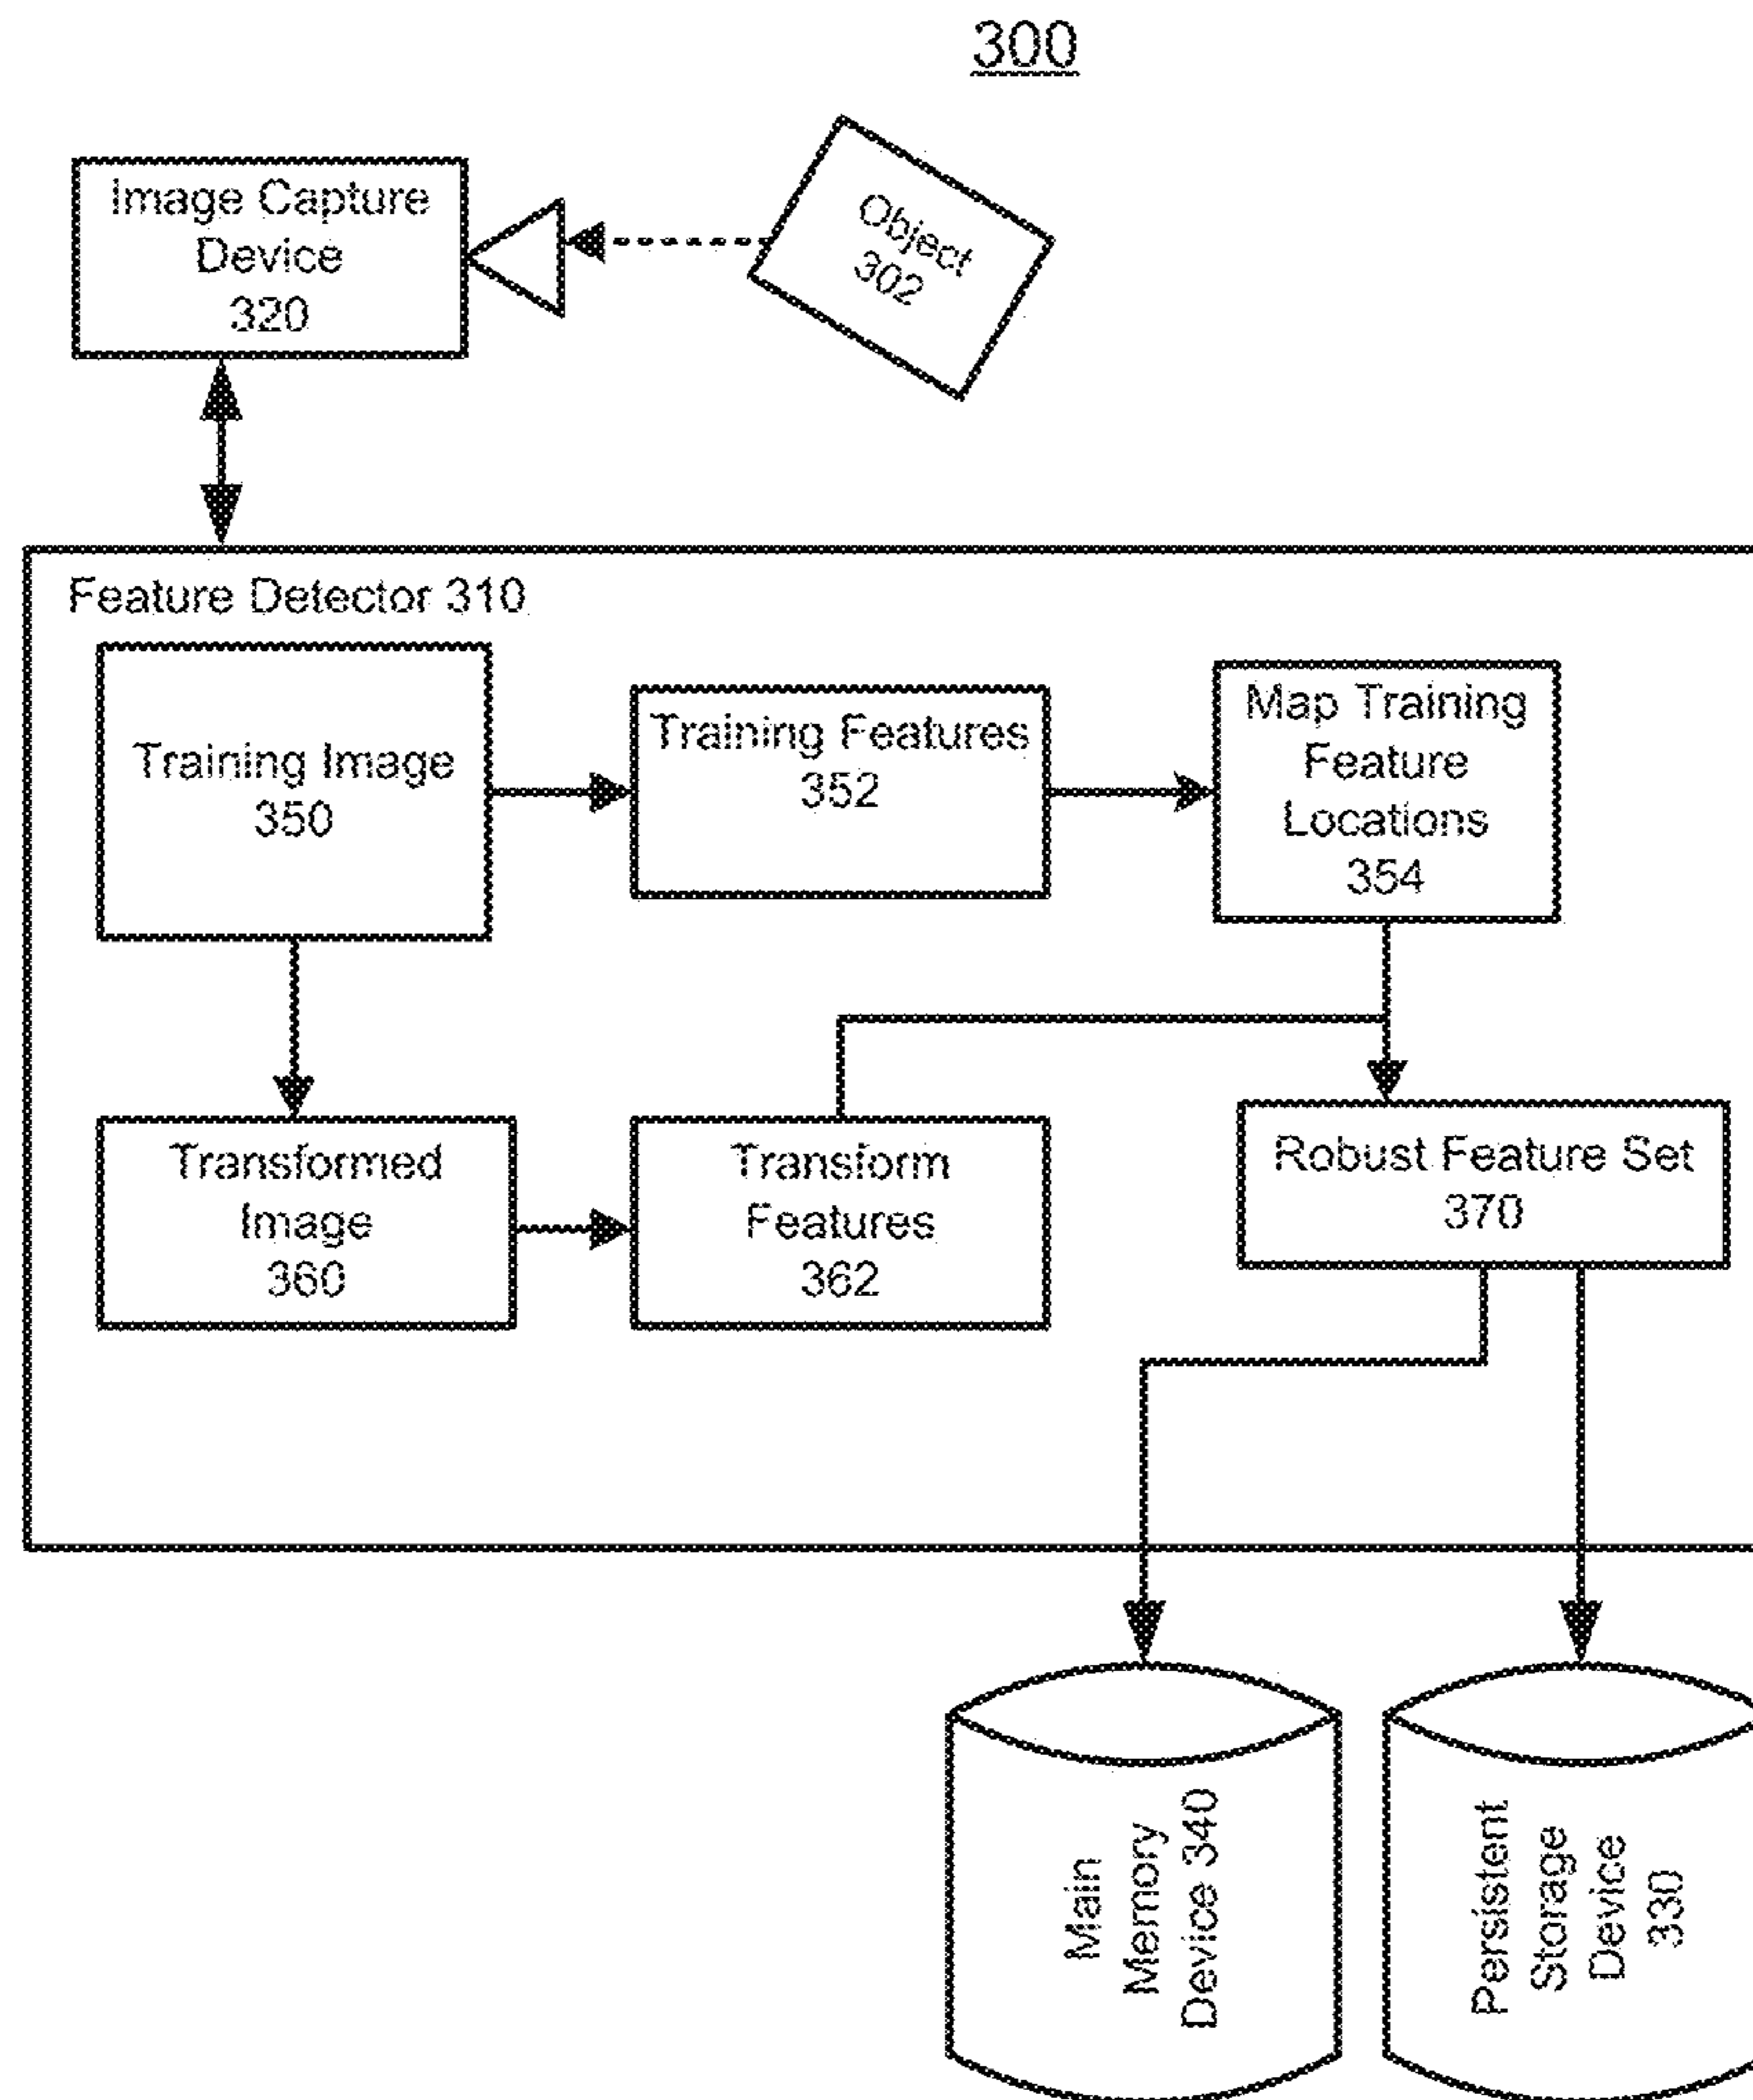 300
Image Capture
Device
320
Object
302
Feature Detector 310
Training Image
350
Training Features
352
Map Training
Feature
Locations
354
Transformed
Image
360
Transform
Features
362
Robust Feature Set
370
Main
Memory
Device 340
Persistent
Storage
Device
330